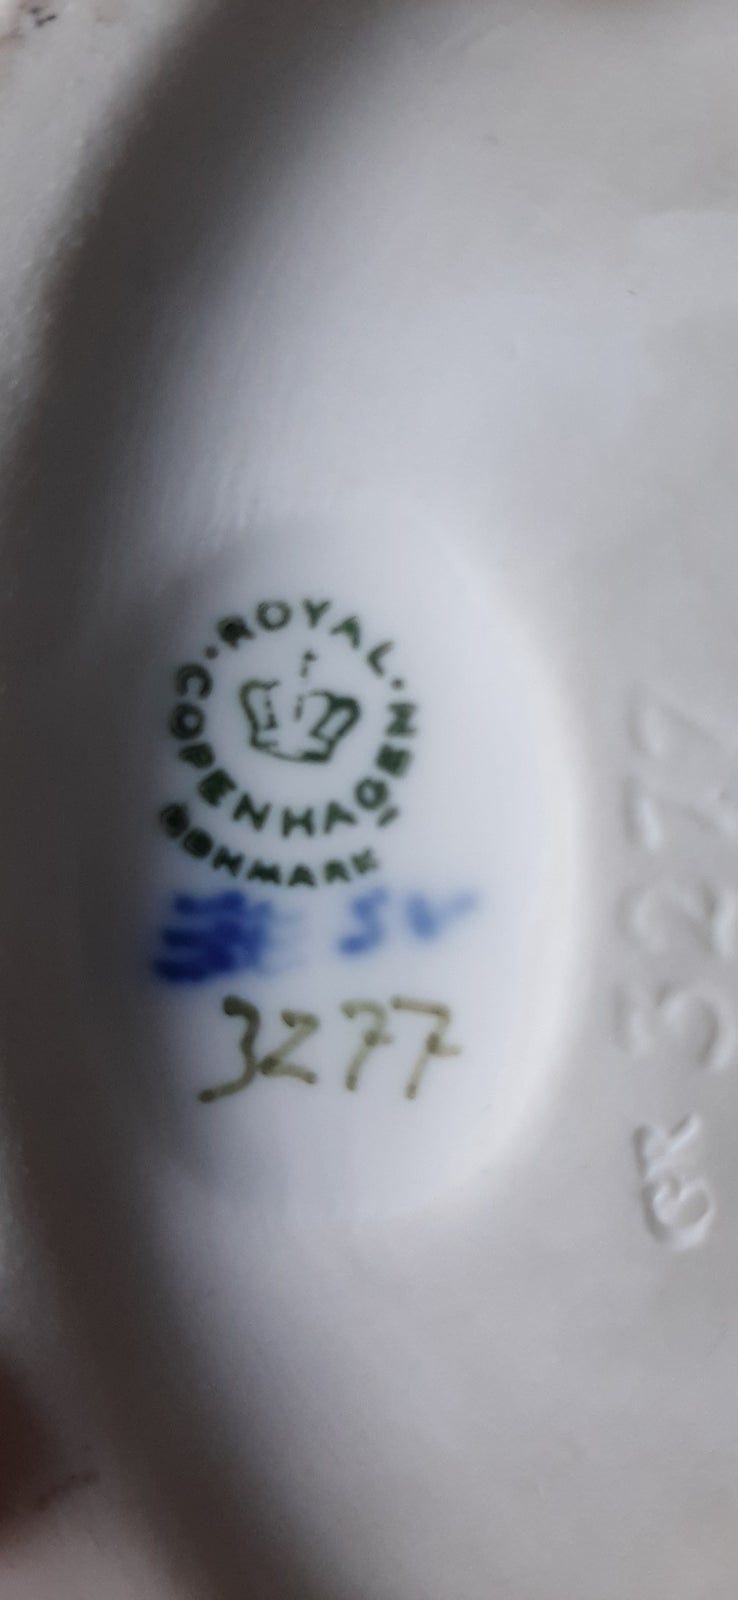 ROYAL
COPENHAGEN
DENMARK
SV
3277
GR 3277